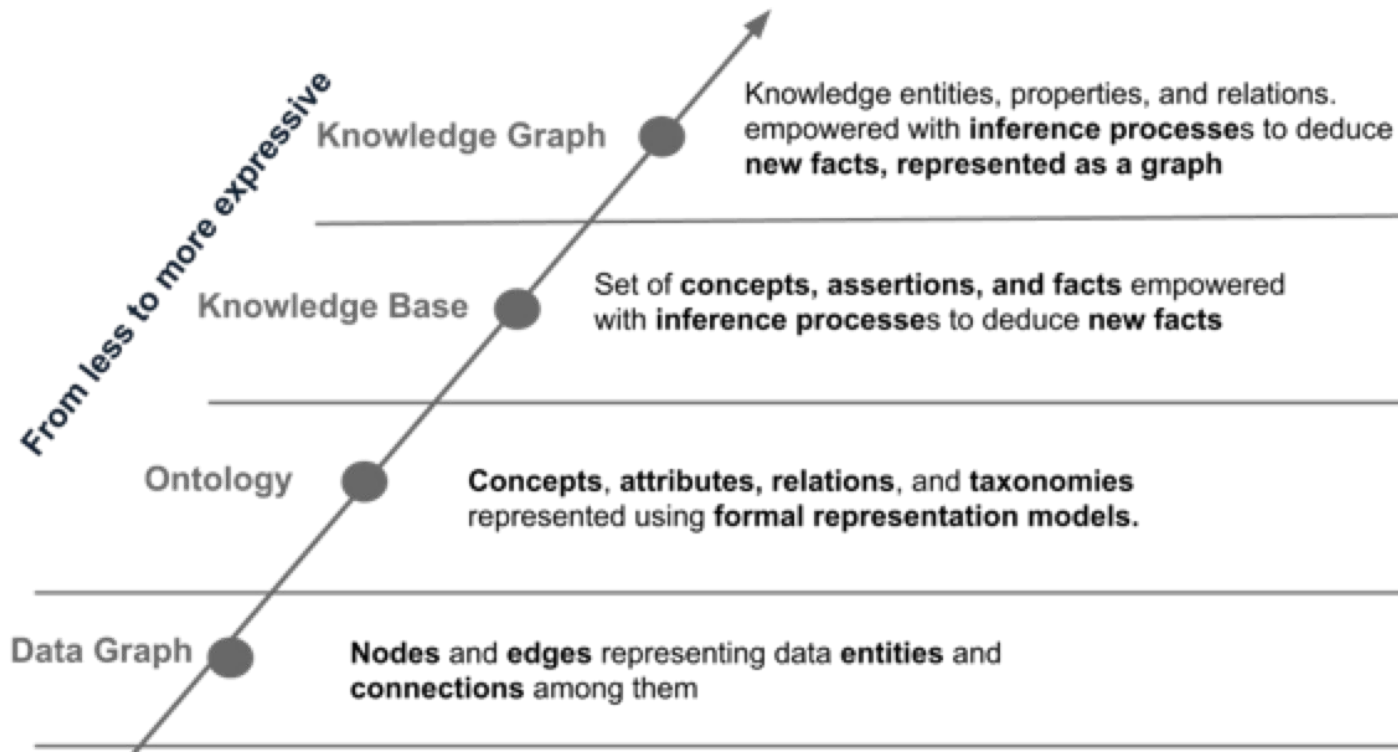 From less to more expressive
Knowledge Graph
Knowledge entities, properties, and relations.
empowered with inference processes to deduce
new facts, represented as a graph
Knowledge Base
Set of concepts, assertions, and facts empowered
with inference processes to deduce new facts
Ontology
Concepts, attributes, relations, and taxonomies
represented using formal representation models.
Data Graph
Nodes and edges representing data entities and
connections among them